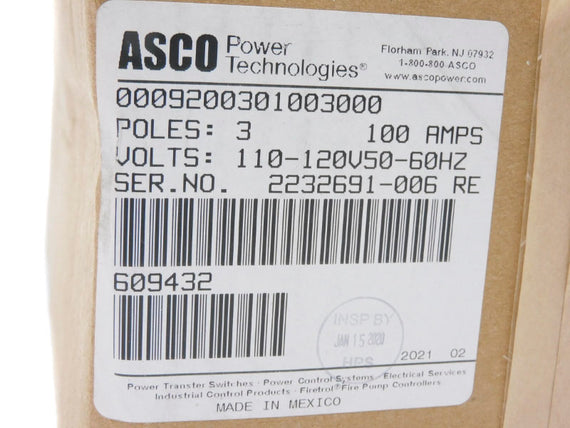 ASCO Power Technologies®
Florham Park, NJ 07932
1-800-800-ASCO
www.ascopower.com
0009200301003000
POLES: 3 100 AMPS
VOLTS: 110-120V50-60HZ
SER.NO. 2232691-006 RE
609432
INSP BY
JAN 15 2020
HPS
2021 02
Power Transfer Switches · Power Control Systems · Electrical Services
Industrial Control Products · Firetrol® Fire Pump Controllers
MADE IN MEXICO